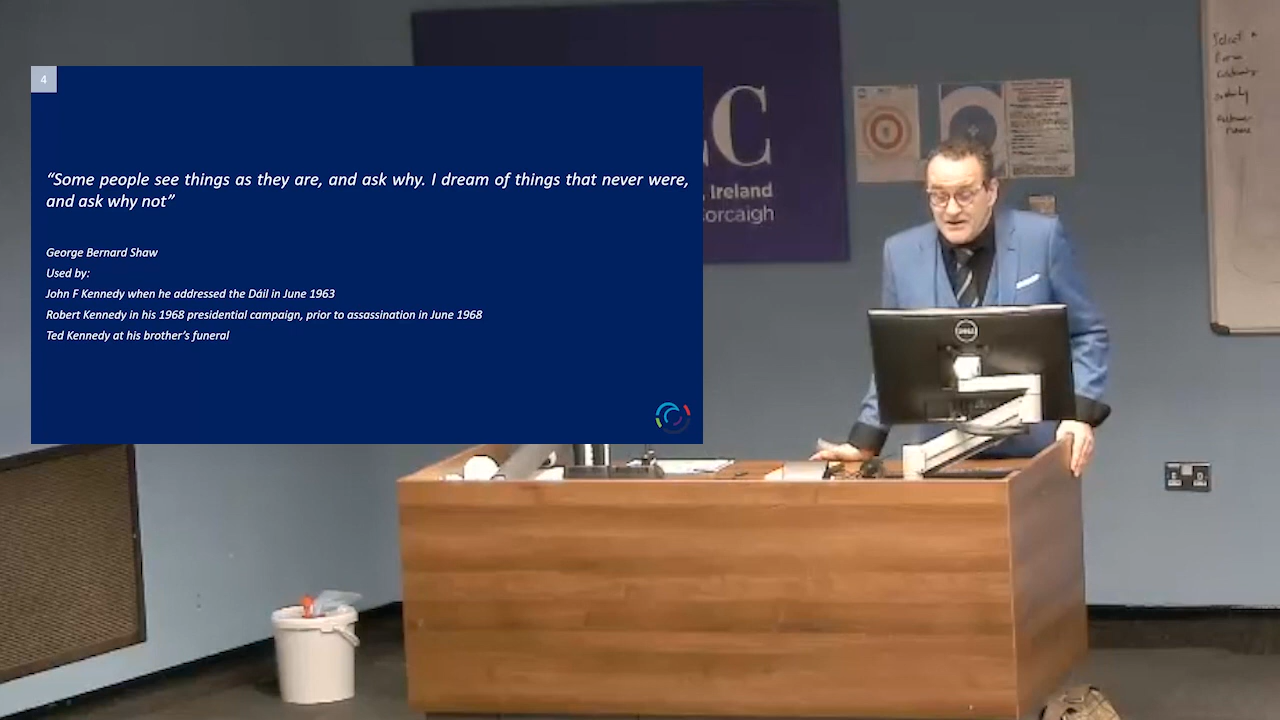 4
“Some people see things as they are, and ask why. I dream of things that never were,
and ask why not”
George Bernard Shaw
Used by:
John F Kennedy when he addressed the Dáil in June 1963
Robert Kennedy in his 1968 presidential campaign, prior to assassination in June 1968
Ted Kennedy at his brother’s funeral
C
, Ireland
orcaigh
DELL